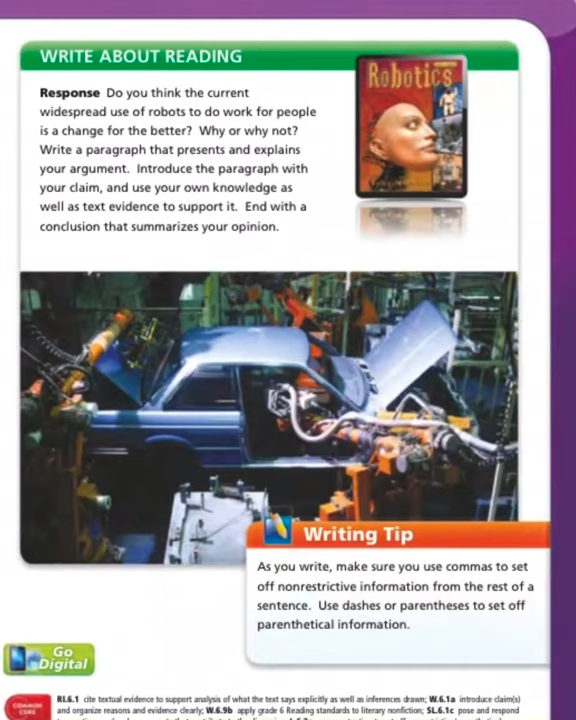 WRITE ABOUT READING
Response Do you think the current
widespread use of robots to do work for people
is a change for the better? Why or why not?
Write a paragraph that presents and explains
your argument. Introduce the paragraph with
your claim, and use your own knowledge as
well as text evidence to support it. End with a
conclusion that summarizes your opinion.
Robotics
Writing Tip
As you write, make sure you use commas to set
off nonrestrictive information from the rest of a
sentence. Use dashes or parentheses to set off
parenthetical information.
Go
Digital
COMMON
CORE
RI.6.1 cite textual evidence to support analysis of what the text says explicitly as well as inferences drawn; W.6.1a introduce claim(s)
and organize reasons and evidence clearly; W.6.9b apply grade 6 Reading standards to literary nonfiction; SL.6.1c pose and respond